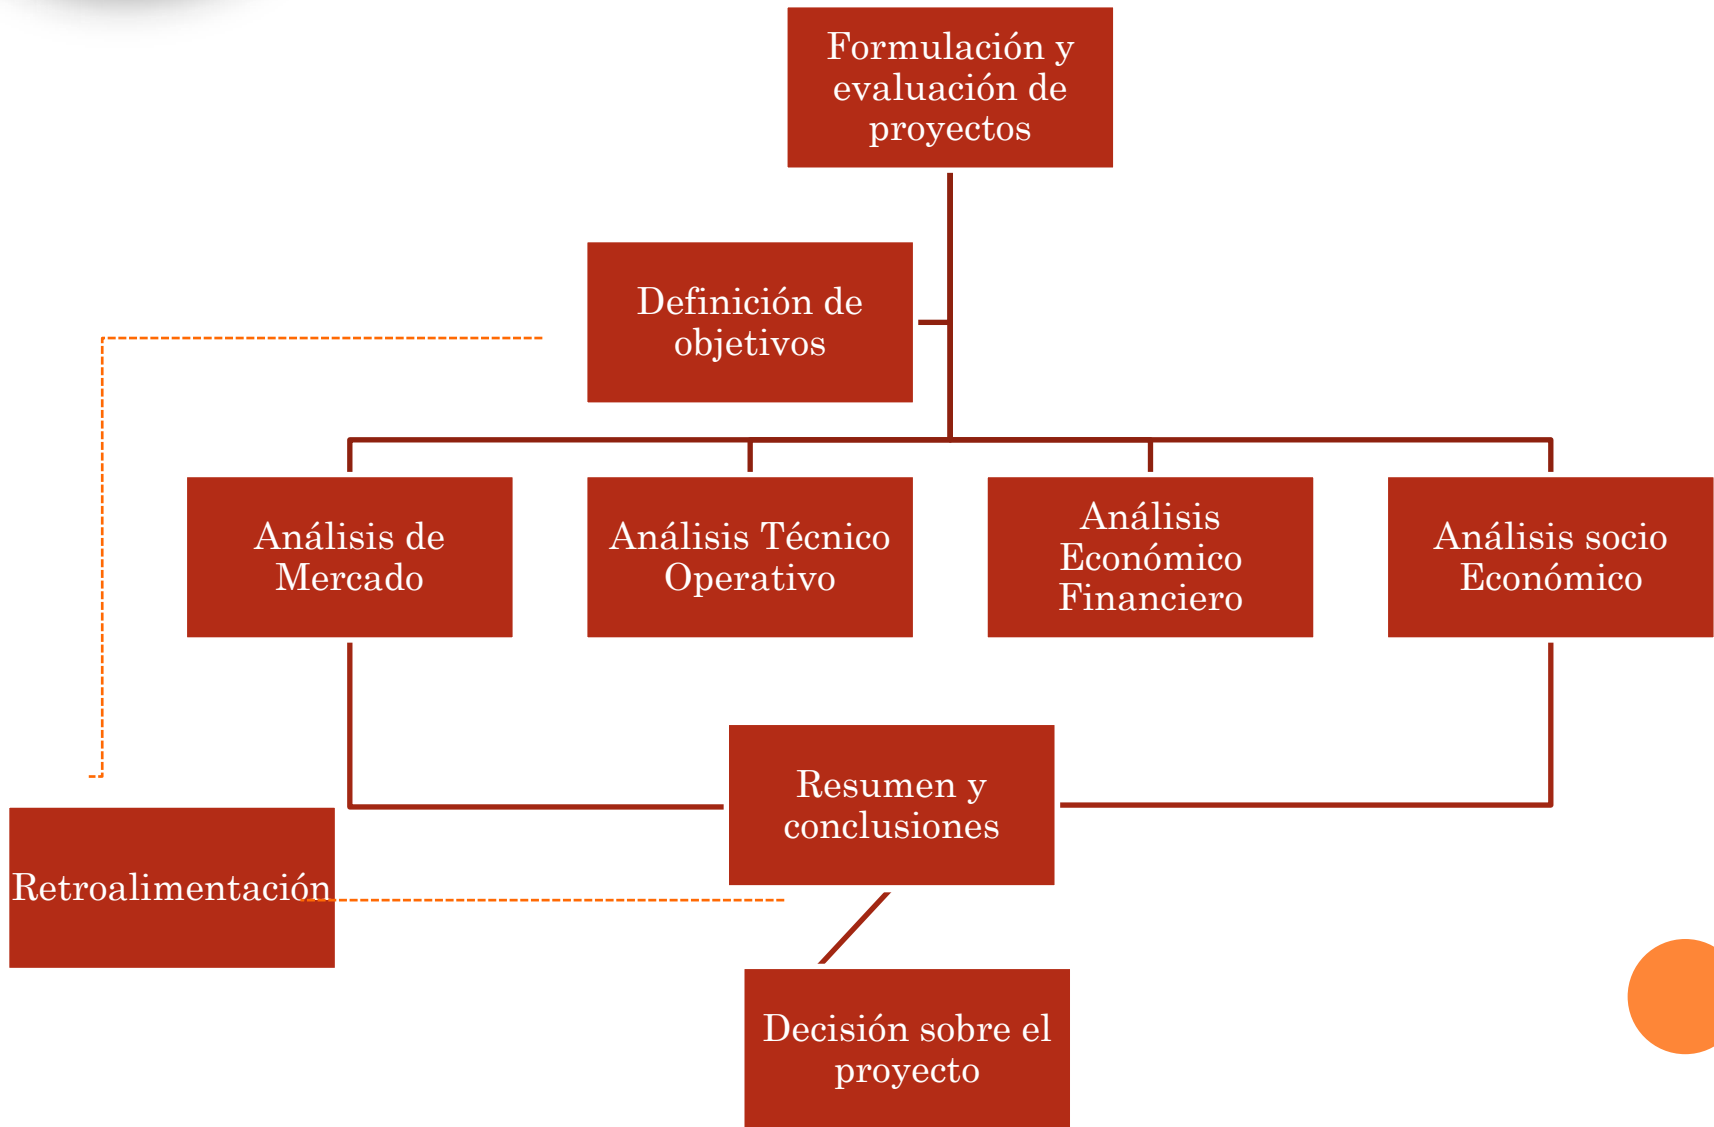 Formulación y
evaluación de
proyectos
Definición de
objetivos
Análisis de
Mercado
Análisis Técnico
Operativo
Análisis
Económico
Financiero
Análisis socio
Económico
Resumen y
conclusiones
Retroalimentación
Decisión sobre el
proyecto